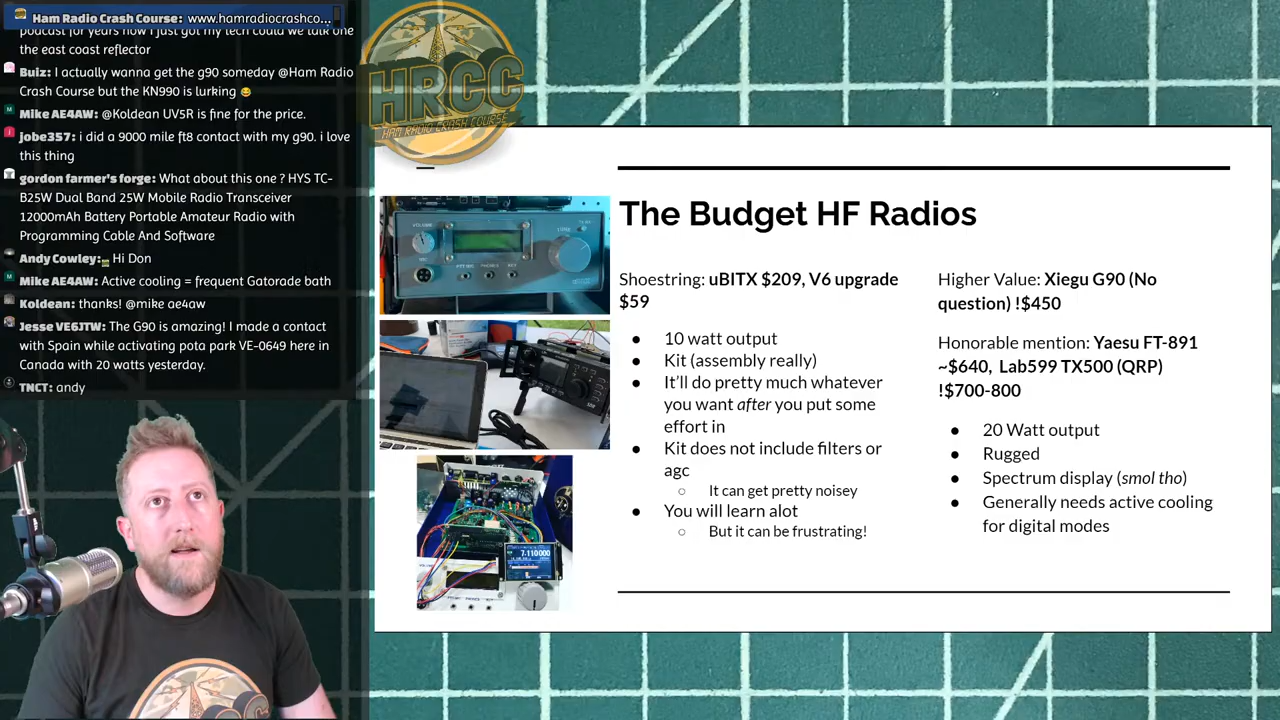 Ham Radio Crash Course: www.hamradiocrashco...
podcast for years now i just got my tech could we talk one
the east coast reflector
Buiz: I actually wanna get the g90 someday @Ham Radio
Crash Course but the KN990 is lurking 😂
Mike AE4AW: @Koldean UV5R is fine for the price.
jobe357: i did a 9000 mile ft8 contact with my g90. i love
this thing
gordon farmer's forge: What about this one ? HYS TC-
B25W Dual Band 25W Mobile Radio Transceiver
12000mAh Battery Portable Amateur Radio with
Programming Cable And Software
Andy Cowley: Hi Don
Mike AE4AW: Active cooling = frequent Gatorade bath
Koldean: thanks! @mike ae4aw
Jesse VE6JTW: The G90 is amazing! I made a contact
with Spain while activating pota park VE-0649 here in
Canada with 20 watts yesterday.
TNCT: andy
HRCC
HAM RADIO CRASH COURSE
The Budget HF Radios
Shoestring: uBITX $209, V6 upgrade
$59
● 10 watt output
● Kit (assembly really)
● It'll do pretty much whatever
you want after you put some
effort in
● Kit does not include filters or
agc
○ It can get pretty noisey
● You will learn alot
○ But it can be frustrating!
Higher Value: Xiegu G90 (No
question) !$450
Honorable mention: Yaesu FT-891
~$640, Lab599 TX500 (QRP)
!$700-800
● 20 Watt output
● Rugged
● Spectrum display (smol tho)
● Generally needs active cooling
for digital modes
VOLUME
7.110000